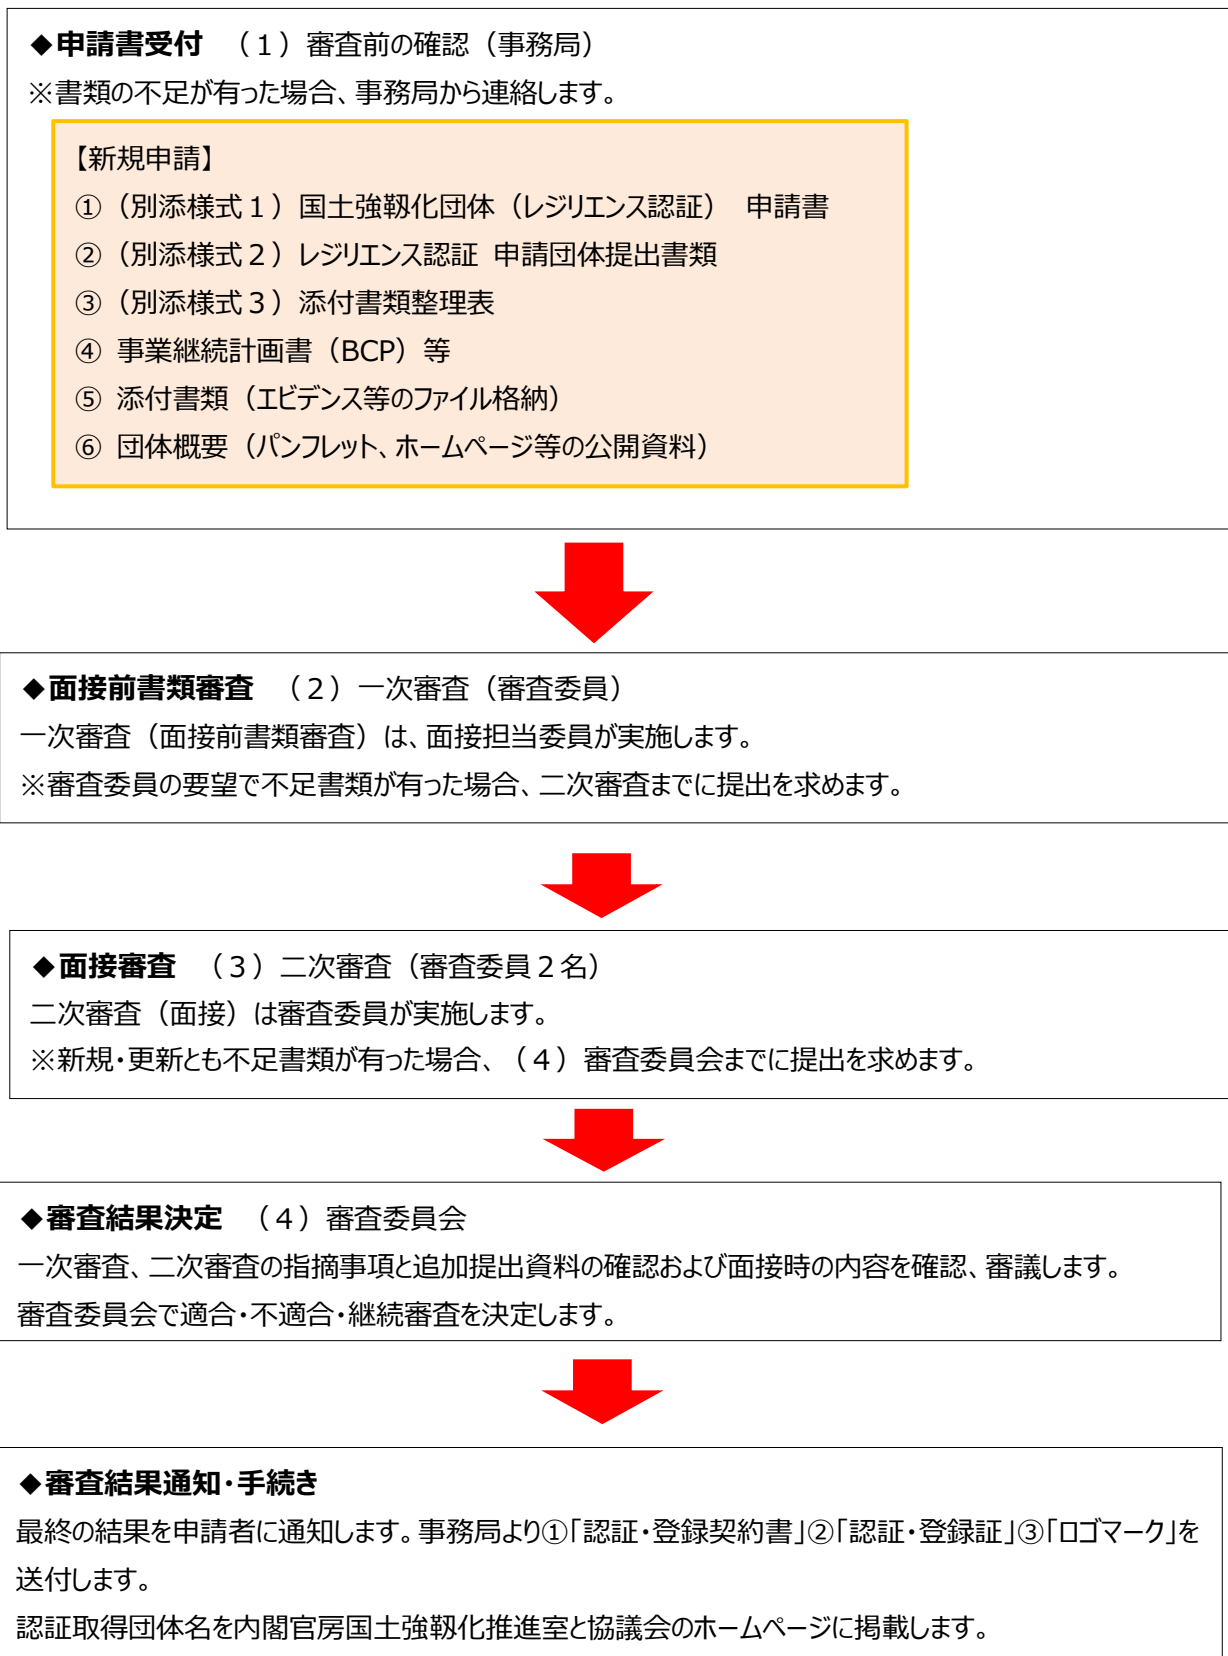 ◆申請書受付　（１）審査前の確認（事務局）
※書類の不足が有った場合、事務局から連絡します。
【新規申請】
①（別添様式１）国土強靱化団体（レジリエンス認証）　申請書
②（別添様式２）レジリエンス認証 申請団体提出書類
③（別添様式３）添付書類整理表
④ 事業継続計画書（BCP）等
⑤ 添付書類（エビデンス等のファイル格納）
⑥ 団体概要（パンフレット、ホームページ等の公開資料）
◆面接前書類審査　（２）一次審査（審査委員）
一次審査（面接前書類審査）は、面接担当委員が実施します。
※審査委員の要望で不足書類が有った場合、二次審査までに提出を求めます。
◆面接審査　（３）二次審査（審査委員２名）
二次審査（面接）は審査委員が実施します。
※新規・更新とも不足書類が有った場合、（４）審査委員会までに提出を求めます。
◆審査結果決定　（４）審査委員会
一次審査、二次審査の指摘事項と追加提出資料の確認および面接時の内容を確認、審議します。
審査委員会で適合・不適合・継続審査を決定します。
◆審査結果通知・手続き
最終の結果を申請者に通知します。事務局より①「認証・登録契約書」②「認証・登録証」③「ロゴマーク」を
送付します。
認証取得団体名を内閣官房国土強靱化推進室と協議会のホームページに掲載します。